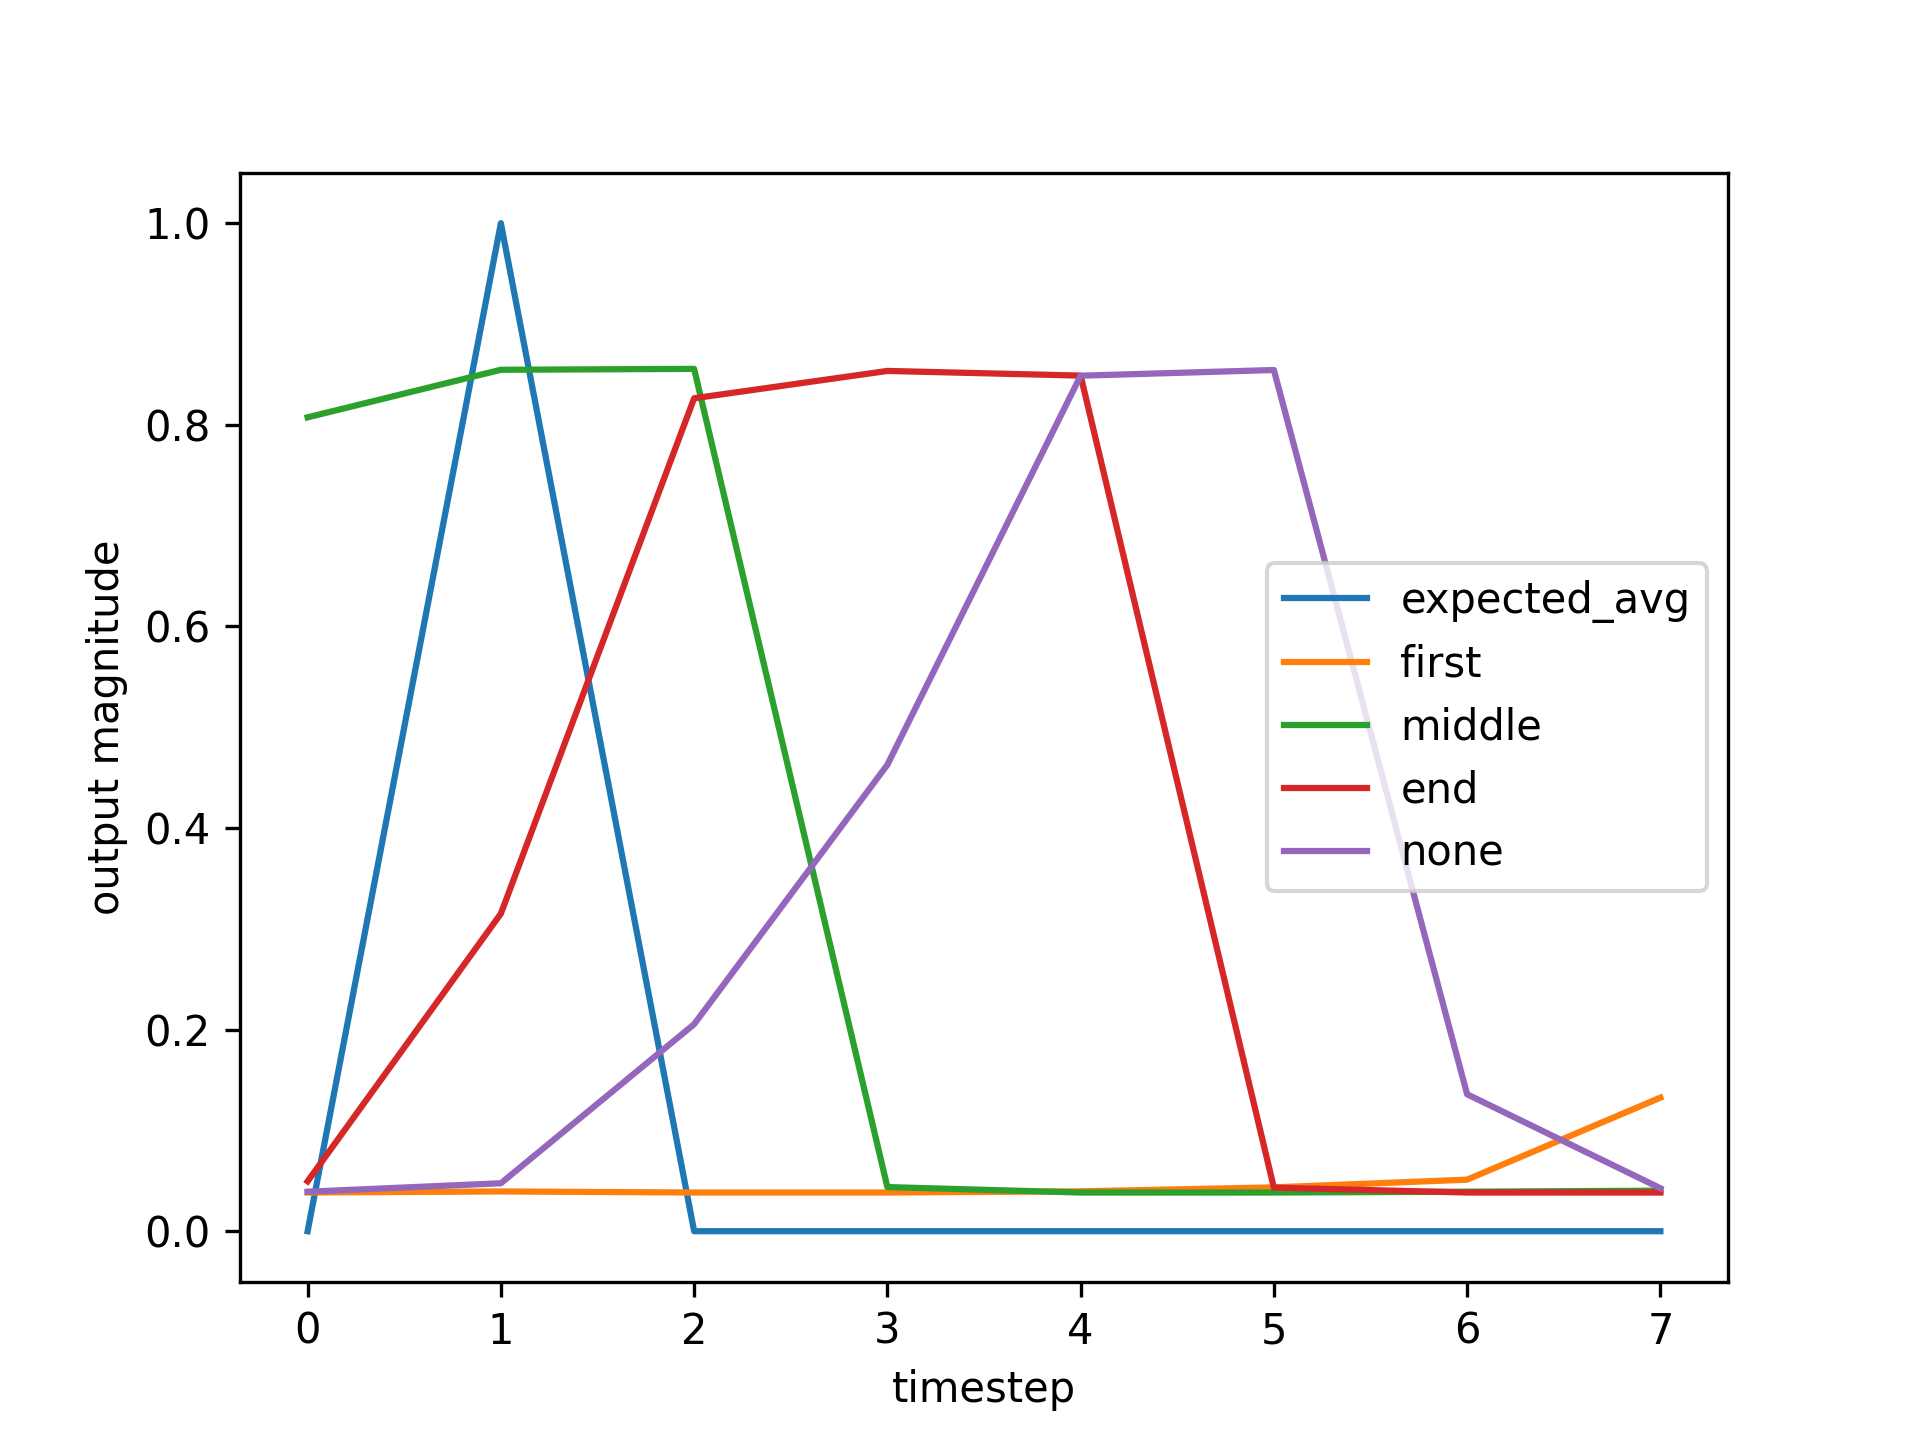 1.0
0.8
0.6
0.4
0.2
0.0
output magnitude
expected_avg
first
middle
end
none
0 1 2 3 4 5 6 7
timestep